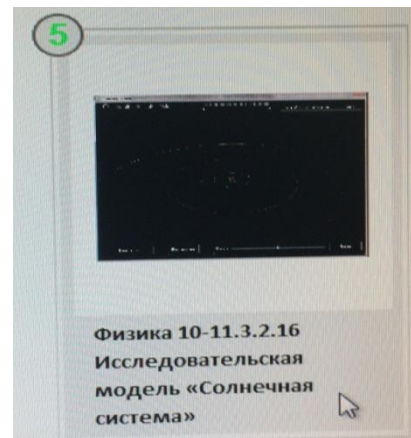 5
Физика 10-11.3.2.16
Исследовательская
модель «Солнечная
система»